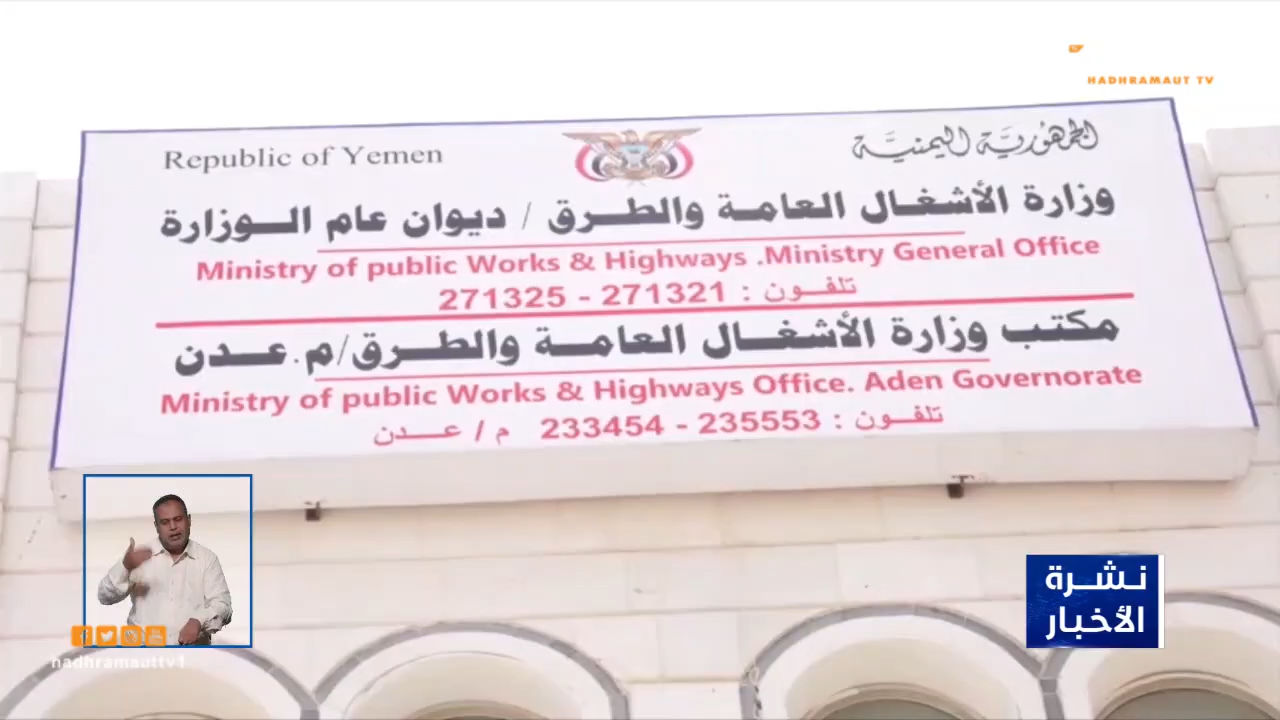 HADHRAMAUT TV
Republic of Yemen
الجمهورية اليمنية
وزارة الأشغال العامة والطرق / ديوان عام الوزارة
Ministry of public Works & Highways .Ministry General Office
تلفون : 271321 - 271325
مكتب وزارة الأشغال العامة والطرق/م.عدن
Ministry of public Works & Highways Office. Aden Governorate
تلفون : 235553 - 233454 م / عدن
نشرة
الأخبار
hadhramauttv1